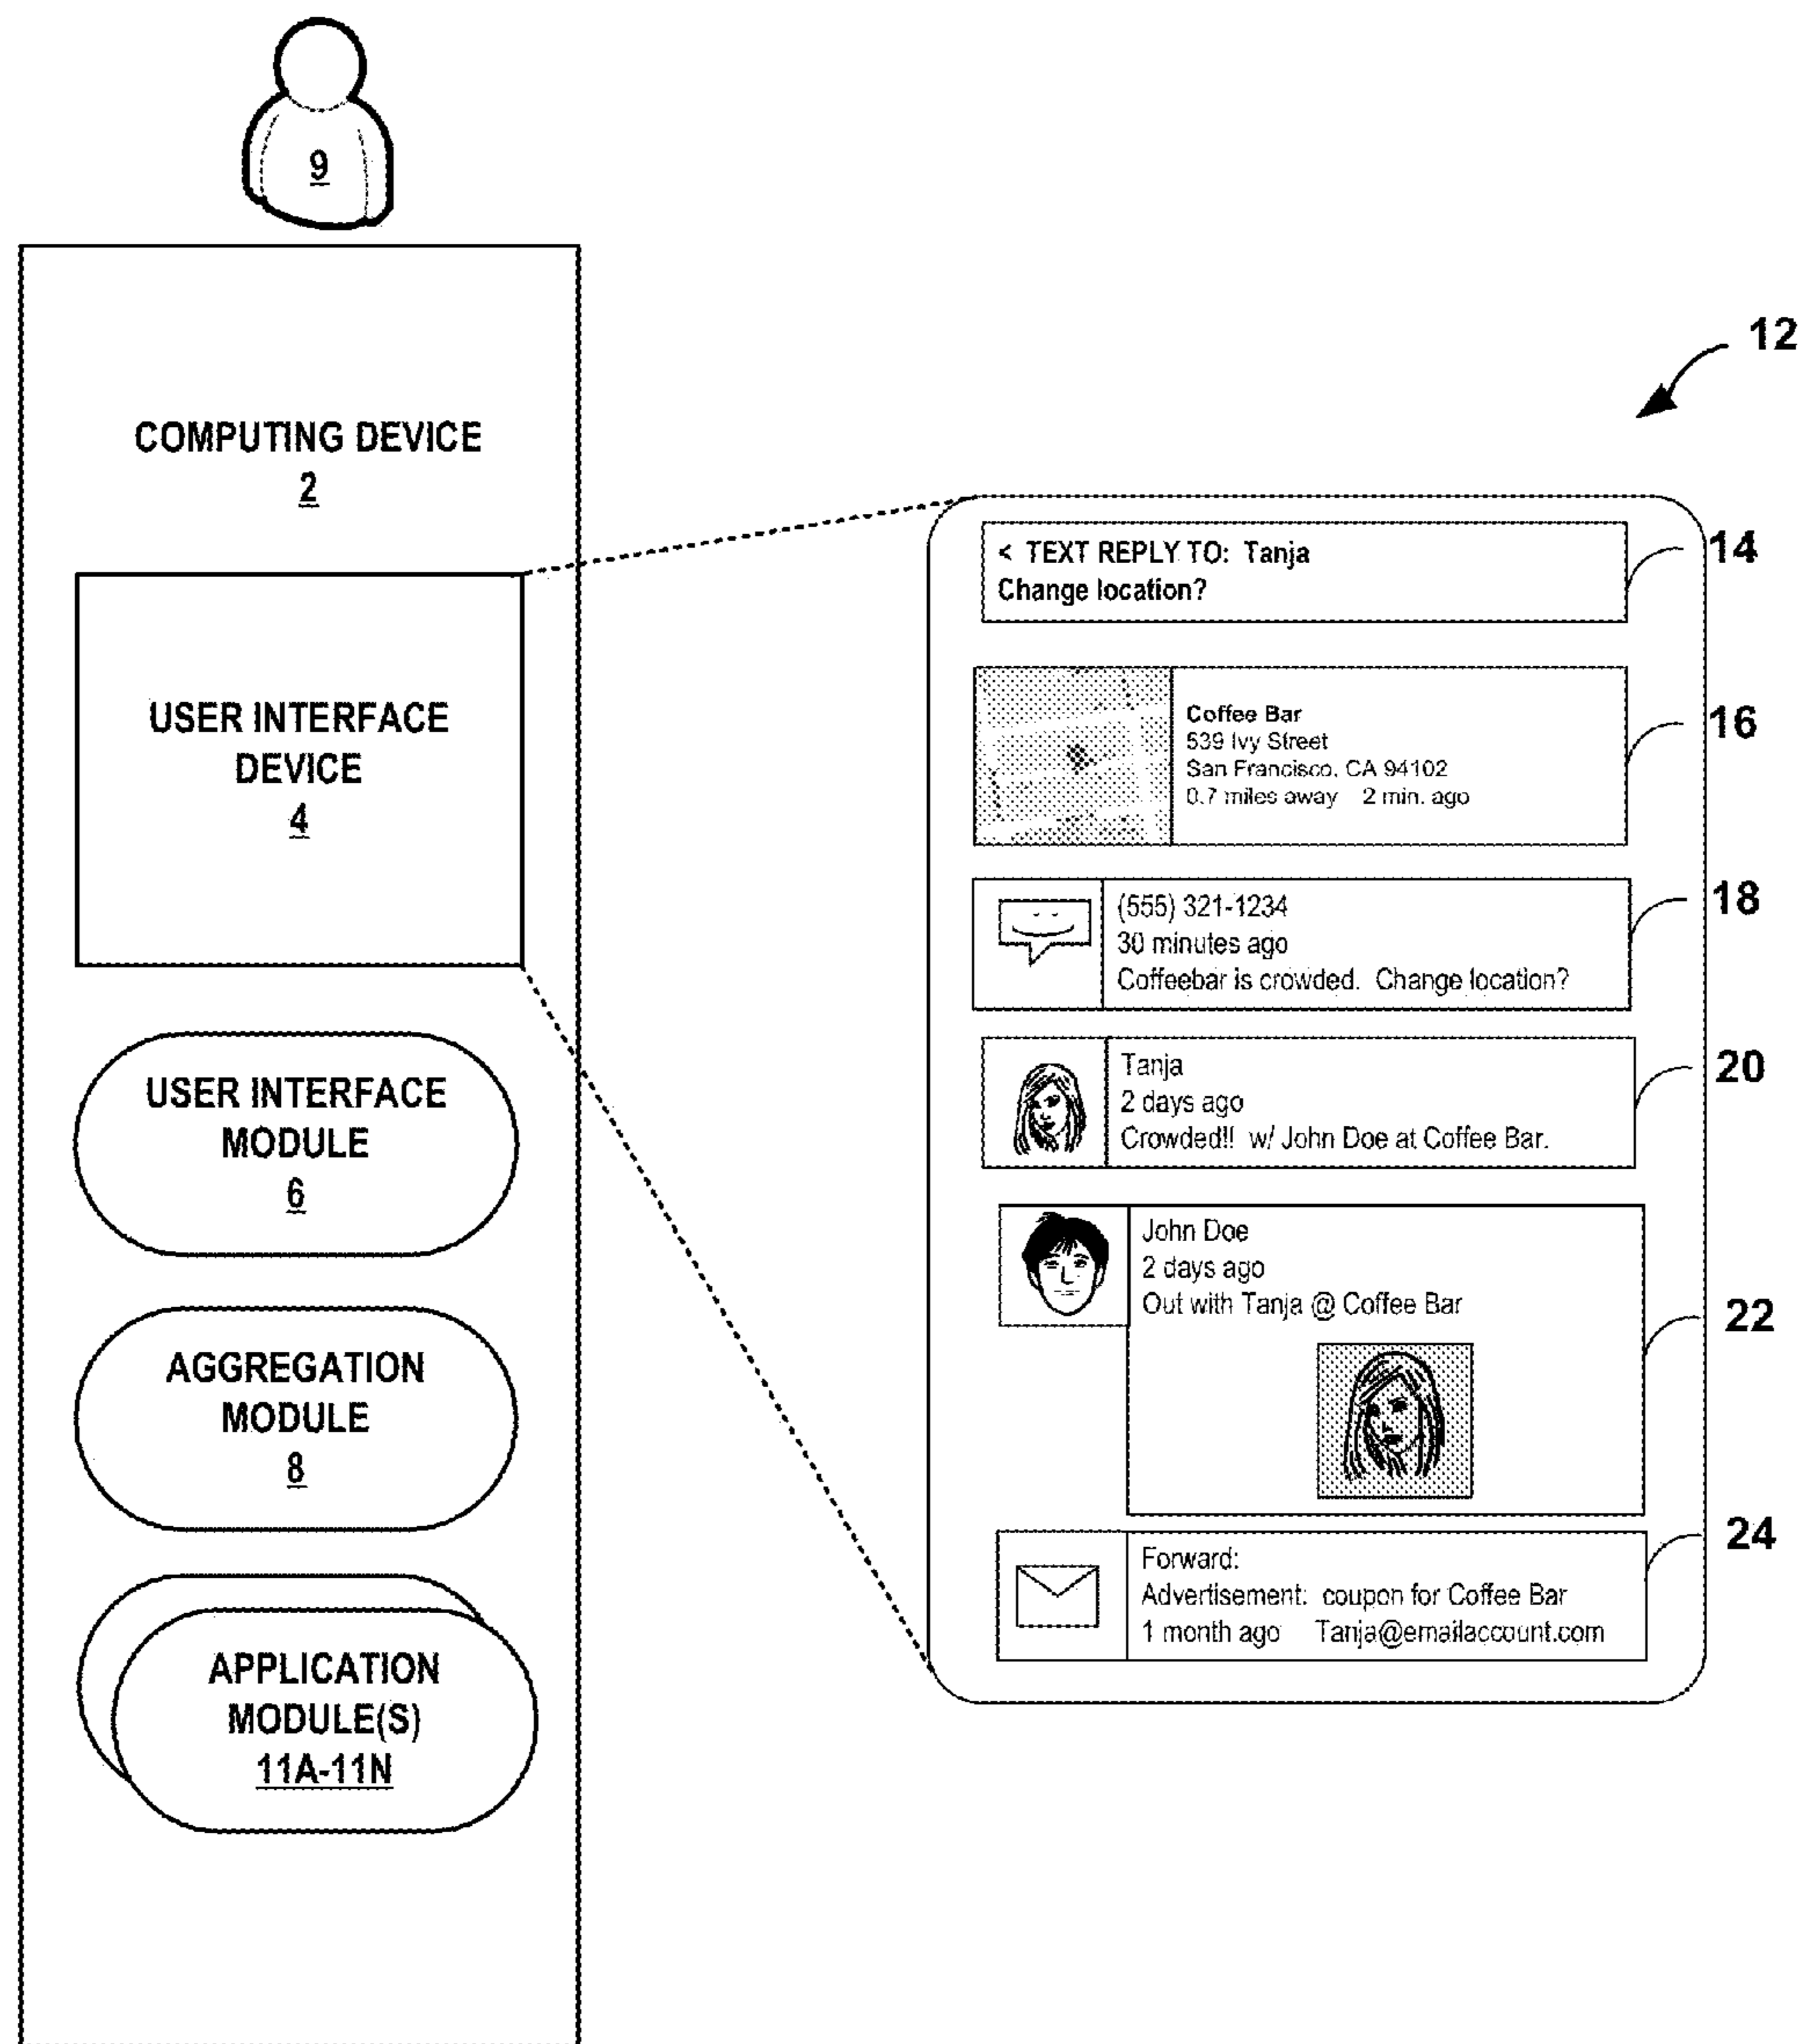 9
COMPUTING DEVICE
2
USER INTERFACE
DEVICE
4
USER INTERFACE
MODULE
6
AGGREGATION
MODULE
8
APPLICATION
MODULE(S)
11A-11N
12
< TEXT REPLY TO: Tanja
Change location?
14
Coffee Bar
539 Ivy Street
San Francisco, CA 94102
0.7 miles away 2 min. ago
16
(555) 321-1234
30 minutes ago
Coffeebar is crowded. Change location?
18
Tanja
2 days ago
Crowded!! w/ John Doe at Coffee Bar.
20
John Doe
2 days ago
Out with Tanja @ Coffee Bar
22
Forward:
Advertisement: coupon for Coffee Bar
1 month ago Tanja@emailaccount.com
24